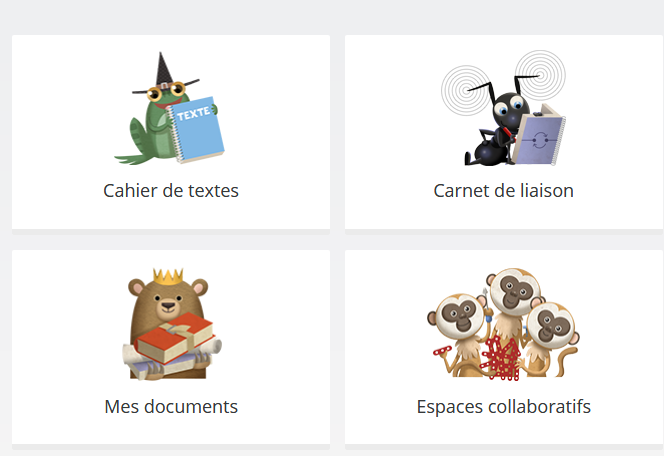 TEXTE
Cahier de textes
Carnet de liaison
Mes documents
Espaces collaboratifs